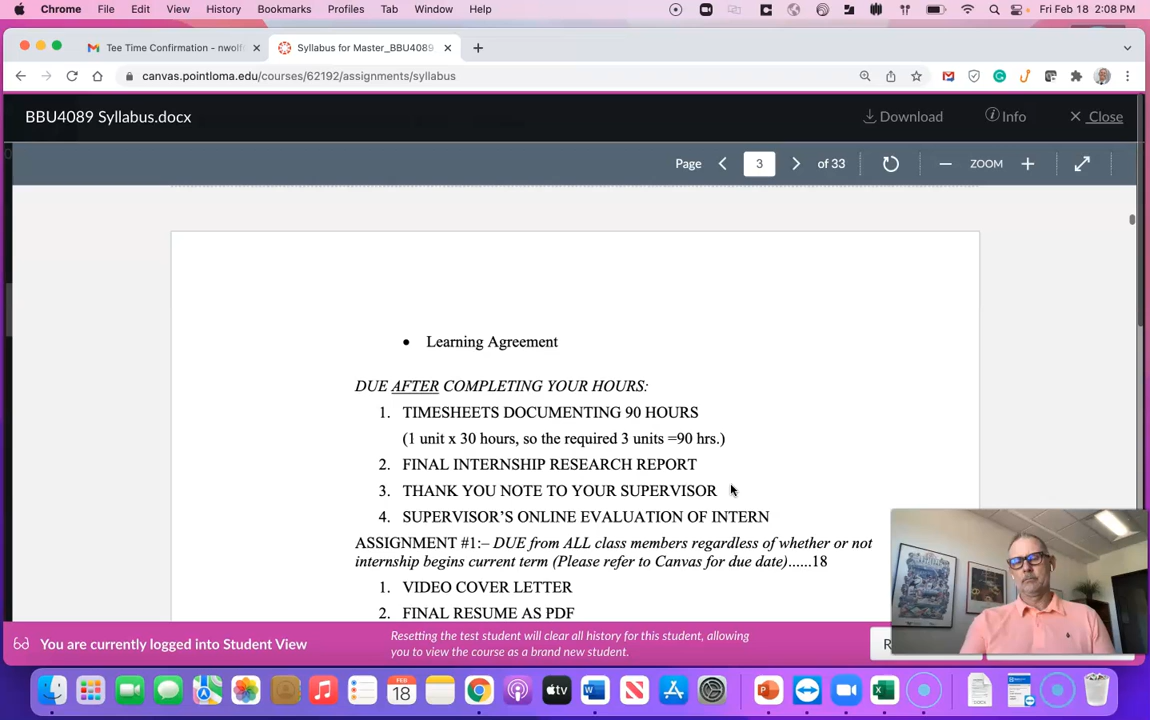 Chrome File Edit View History Bookmarks Profiles Tab Window Help Fri Feb 18 2:08 PM
Tee Time Confirmation - nwolf
Syllabus for Master_BBU4089
canvas.pointloma.edu/courses/62192/assignments/syllabus
BBU4089 Syllabus.docx Download Info Close
Page 3 of 33 ZOOM
• Learning Agreement
DUE AFTER COMPLETING YOUR HOURS:
1. TIMESHEETS DOCUMENTING 90 HOURS
(1 unit x 30 hours, so the required 3 units =90 hrs.)
2. FINAL INTERNSHIP RESEARCH REPORT
3. THANK YOU NOTE TO YOUR SUPERVISOR
4. SUPERVISOR'S ONLINE EVALUATION OF INTERN
ASSIGNMENT #1:– DUE from ALL class members regardless of whether or not
internship begins current term (Please refer to Canvas for due date)......18
1. VIDEO COVER LETTER
2. FINAL RESUME AS PDF
You are currently logged into Student View
Resetting the test student will clear all history for this student, allowing
you to view the course as a brand new student.
R
FEB
18
tv